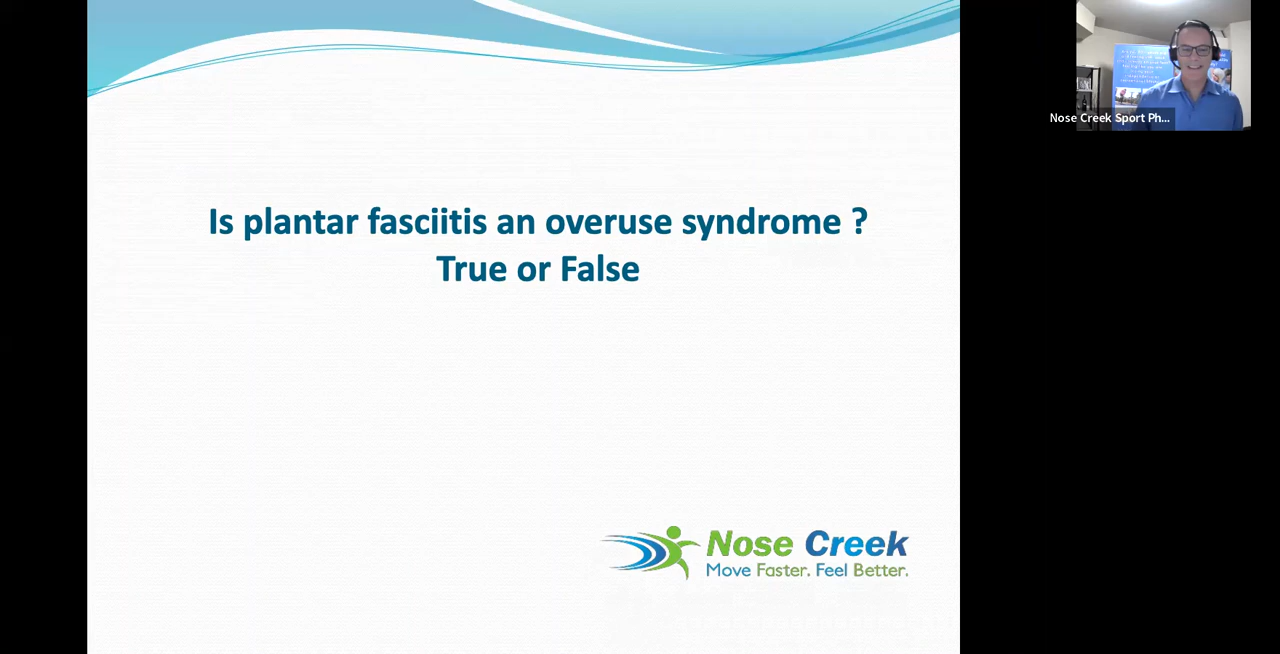 Is plantar fasciitis an overuse syndrome ?
True or False
Nose Creek Sport Ph...
Nose Creek
Move Faster. Feel Better.